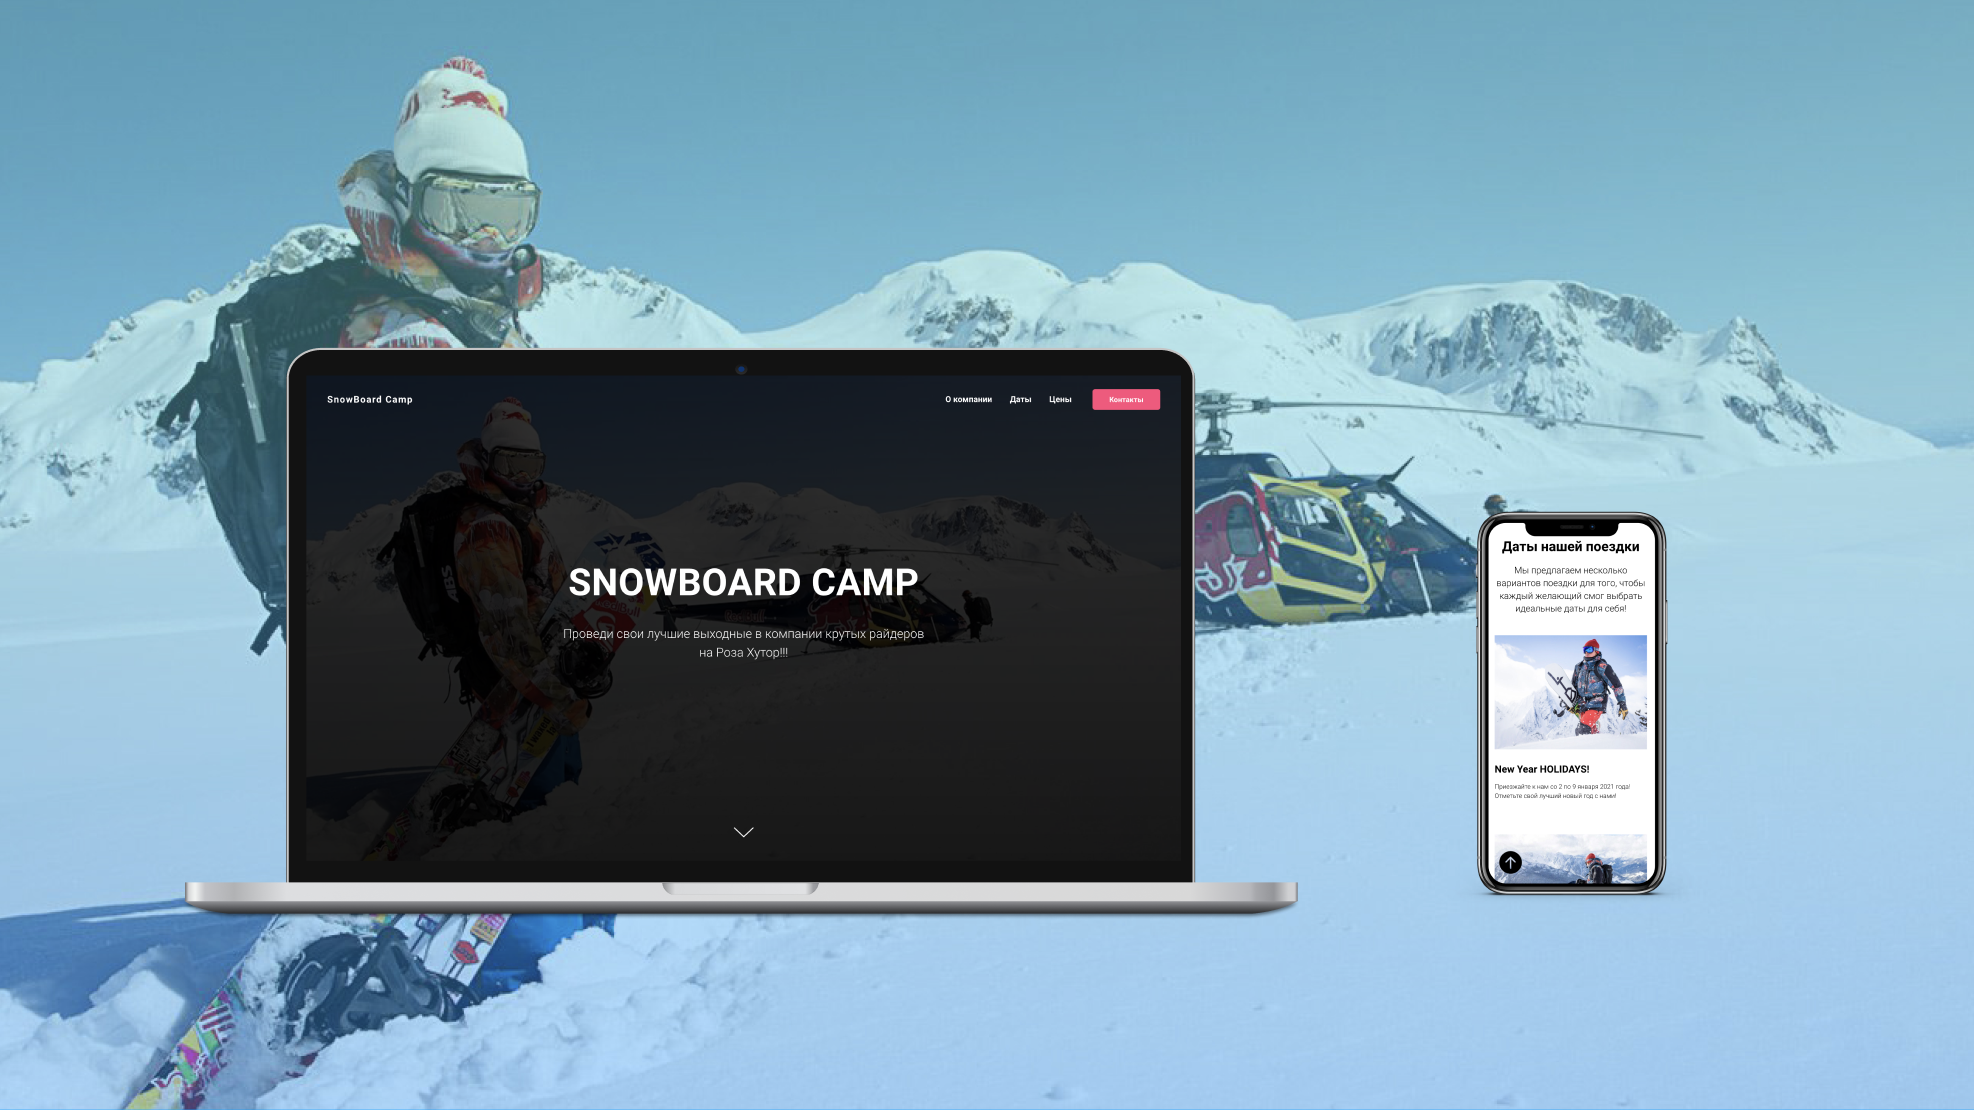 SnowBoard Camp
О компании Даты Цены Контакты
SNOWBOARD CAMP
Проведи свои лучшие выходные в компании крутых райдеров
на Роза Хутор!!!
ABS
Даты нашей поездки
Мы предлагаем несколько
вариантов поездки для того, чтобы
каждый желающий смог выбрать
идеальные даты для себя!
New Year HOLIDAYS!
Приезжайте к нам со 2 по 9 января 2021 года!
Отметьте свой лучший новый год с нами!